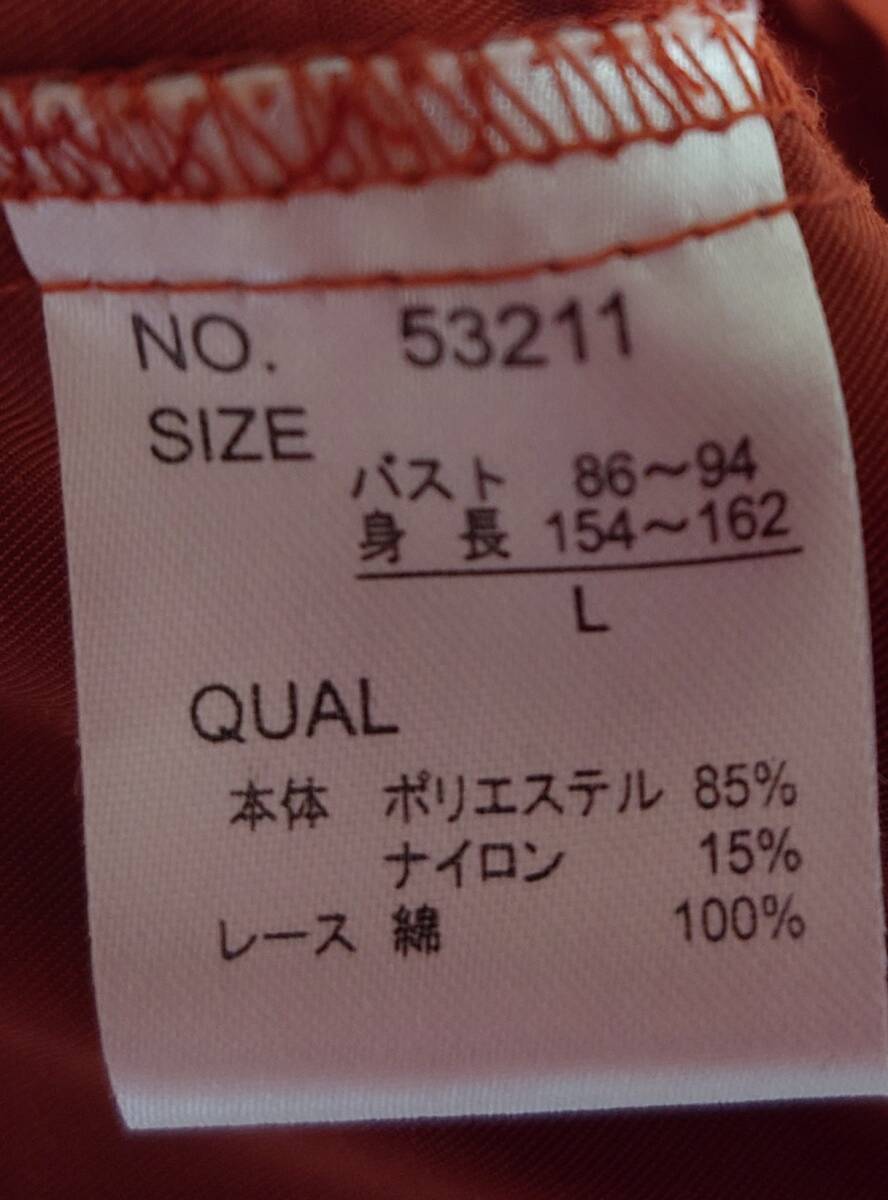 NO. 53211
SIZE
バスト 86～94
身長 154～162
L
QUAL
本体 ポリエステル 85%
ナイロン 15%
レース 綿 100%